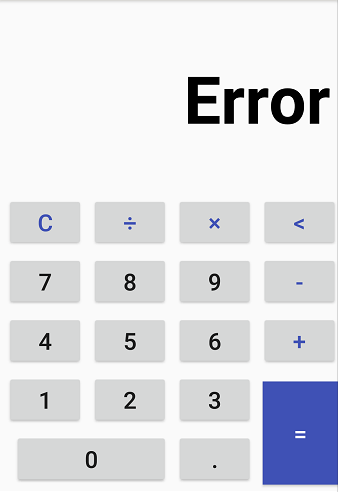 Error
C ÷ × <
7 8 9 -
4 5 6 +
1 2 3
0 . =